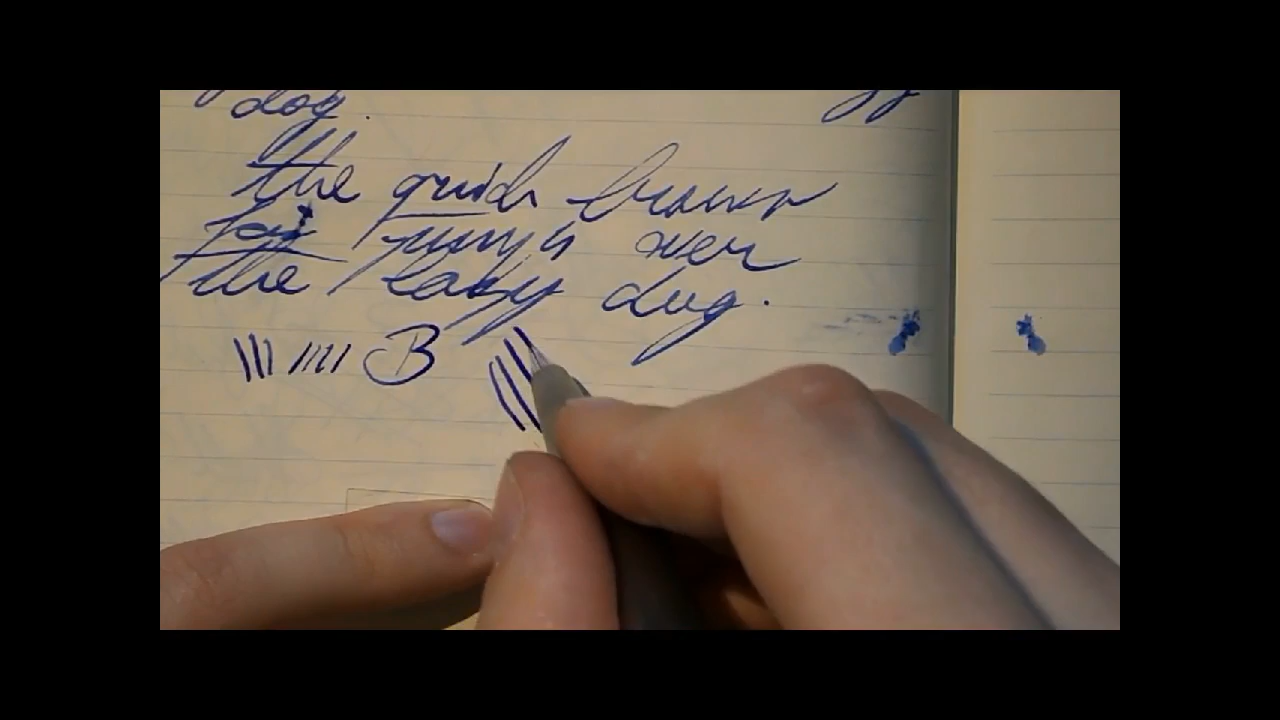 dog.
the quick brown
fox jumps over
the lazy dog.
B